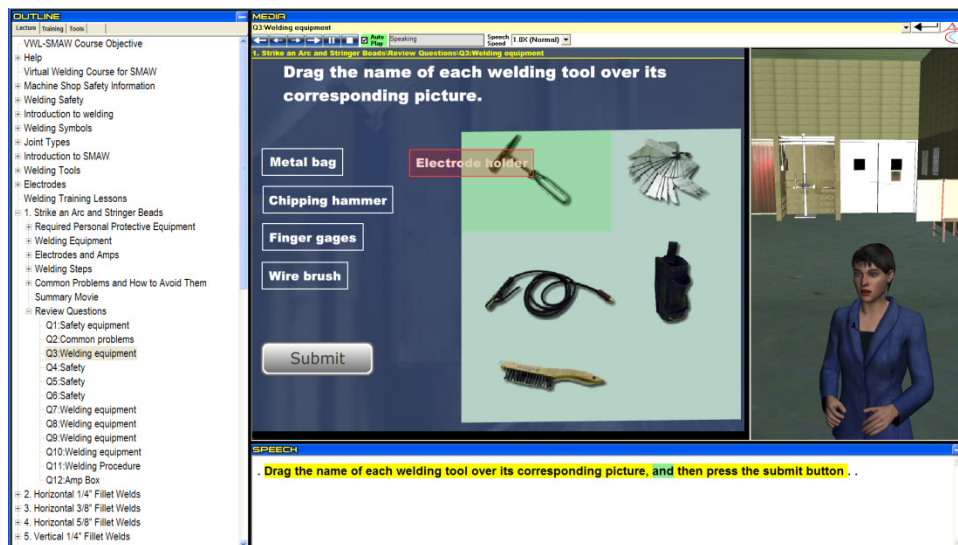 OUTLINE
Lecture Training Tools
VWL-SMAW Course Objective
Help
Virtual Welding Course for SMAW
Machine Shop Safety Information
Welding Safety
Introduction to welding
Welding Symbols
Joint Types
Introduction to SMAW
Welding Tools
Electrodes
Welding Training Lessons
1. Strike an Arc and Stringer Beads
Required Personal Protective Equipment
Welding Equipment
Electrodes and Amps
Welding Steps
Common Problems and How to Avoid Them
Summary Movie
Review Questions
Q1:Safety equipment
Q2:Common problems
Q3:Welding equipment
Q4:Safety
Q5:Safety
Q6:Safety
Q7:Welding equipment
Q8:Welding equipment
Q9:Welding equipment
Q10:Welding equipment
Q11:Welding Procedure
Q12:Amp Box
2. Horizontal 1/4" Fillet Welds
3. Horizontal 3/8" Fillet Welds
4. Horizontal 5/8" Fillet Welds
5. Vertical 1/4" Fillet Welds
MEDIA
Q3:Welding equipment
Auto Play Speaking Speech Speed 1.0X (Normal)
1. Strike an Arc and Stringer Beads\Review Questions\Q3:Welding equipment
Drag the name of each welding tool over its
corresponding picture.
Metal bag
Electrode holder
Chipping hammer
Finger gages
Wire brush
Submit
SPEECH
. Drag the name of each welding tool over its corresponding picture, and then press the submit button . .